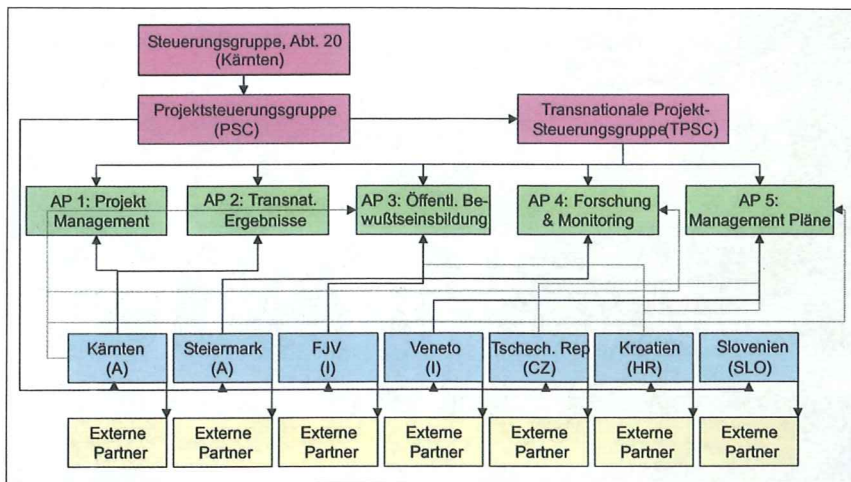 Steuerungsgruppe, Abt. 20
(Kärnten)
Projektsteuerungsgruppe
(PSC)
Transnationale Projekt-
Steuerungsgruppe(TPSC)
AP 1: Projekt
Management
AP 2: Transnat.
Ergebnisse
AP 3: Öffentl. Be-
wußtseinsbildung
AP 4: Forschung
& Monitoring
AP 5:
Management Pläne
Kärnten
(A)
Steiermark
(A)
FJV
(I)
Veneto
(I)
Tschech. Rep
(CZ)
Kroatien
(HR)
Slovenien
(SLO)
Externe
Partner
Externe
Partner
Externe
Partner
Externe
Partner
Externe
Partner
Externe
Partner
Externe
Partner